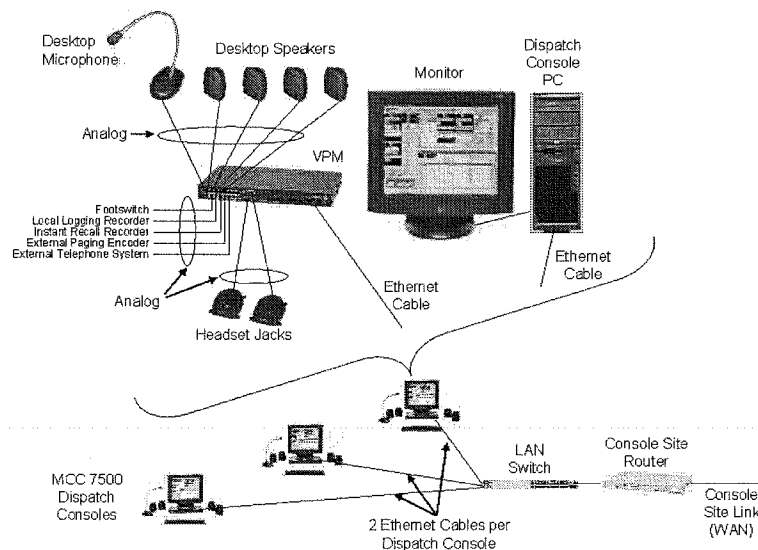 Desktop
Microphone
Desktop Speakers
Monitor
Dispatch
Console
PC
Analog
VPM
Footswitch
Local Logging Recorder
Instant Recall Recorder
External Paging Encoder
External Telephone System
Analog
Headset Jacks
Ethernet
Cable
Ethernet
Cable
MCC 7500
Dispatch
Consoles
LAN
Switch
Console Site
Router
2 Ethernet Cables per
Dispatch Console
Console
Site Link
(WAN)